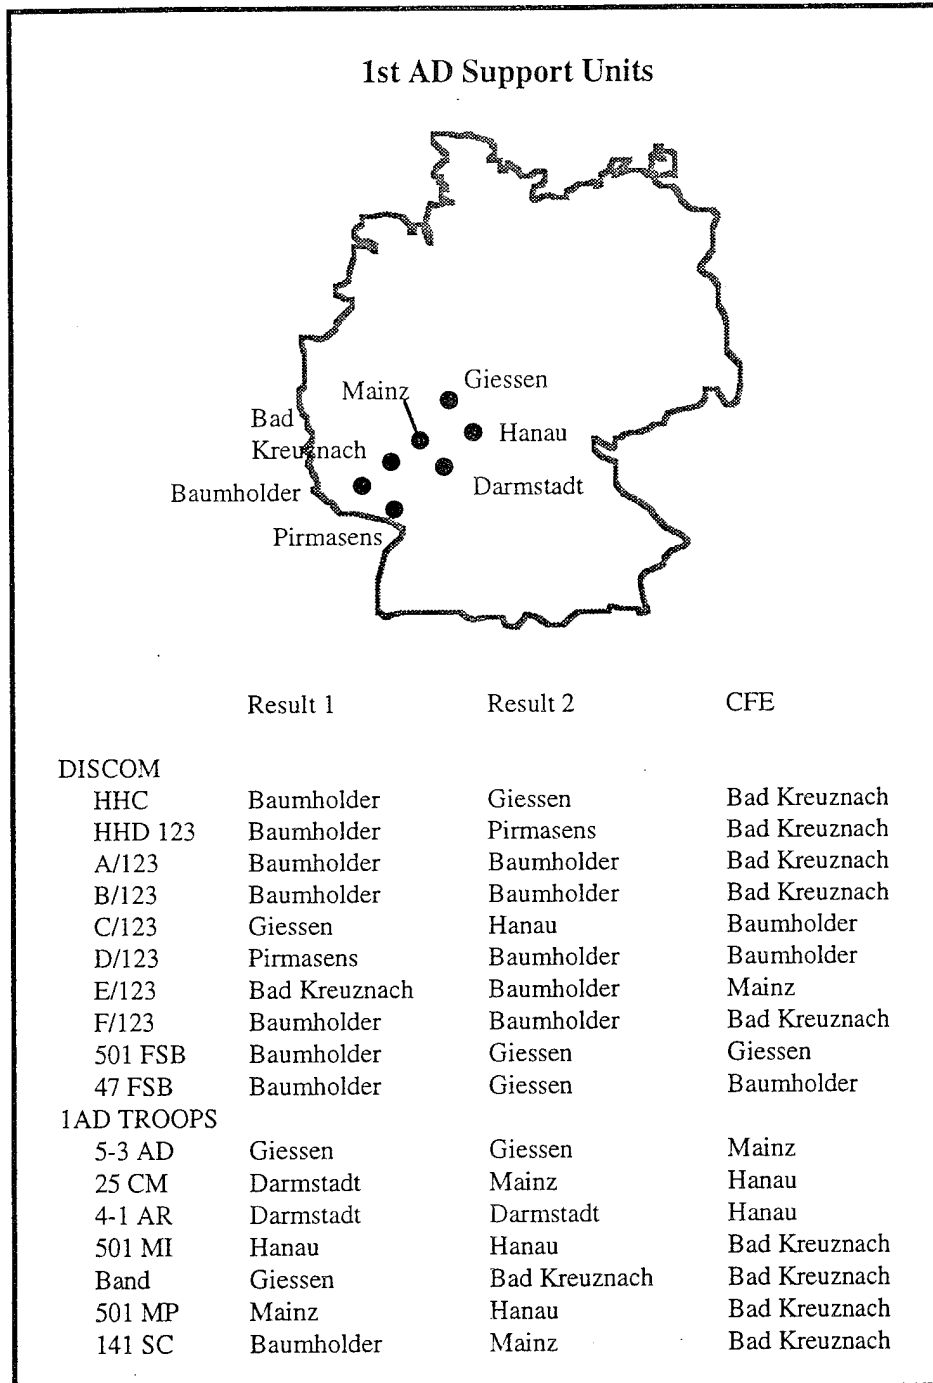 1st AD Support Units
Giessen
Mainz
Bad
Kreuznach
Hanau
Baumholder
Darmstadt
Pirmasens
Result 1 Result 2 CFE
DISCOM
HHC Baumholder Giessen Bad Kreuznach
HHD 123 Baumholder Pirmasens Bad Kreuznach
A/123 Baumholder Baumholder Bad Kreuznach
B/123 Baumholder Baumholder Bad Kreuznach
C/123 Giessen Hanau Baumholder
D/123 Pirmasens Baumholder Baumholder
E/123 Bad Kreuznach Baumholder Mainz
F/123 Baumholder Baumholder Bad Kreuznach
501 FSB Baumholder Giessen Giessen
47 FSB Baumholder Giessen Baumholder
1AD TROOPS
5-3 AD Giessen Giessen Mainz
25 CM Darmstadt Mainz Hanau
4-1 AR Darmstadt Darmstadt Hanau
501 MI Hanau Hanau Bad Kreuznach
Band Giessen Bad Kreuznach Bad Kreuznach
501 MP Mainz Hanau Bad Kreuznach
141 SC Baumholder Mainz Bad Kreuznach